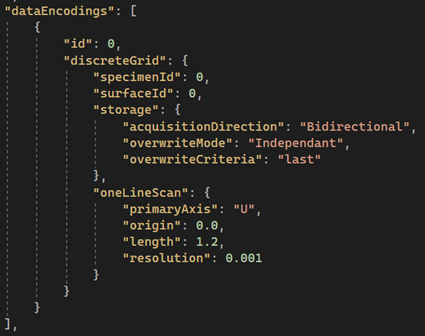 "dataEncodings": [
{
"id": 0,
"discreteGrid": {
"specimenId": 0,
"surfaceId": 0,
"storage": {
"acquisitionDirection": "Bidirectional",
"overwriteMode": "Independant",
"overwriteCriteria": "last"
},
"oneLineScan": {
"primaryAxis": "U",
"origin": 0.0,
"length": 1.2,
"resolution": 0.001
}
}
}
],